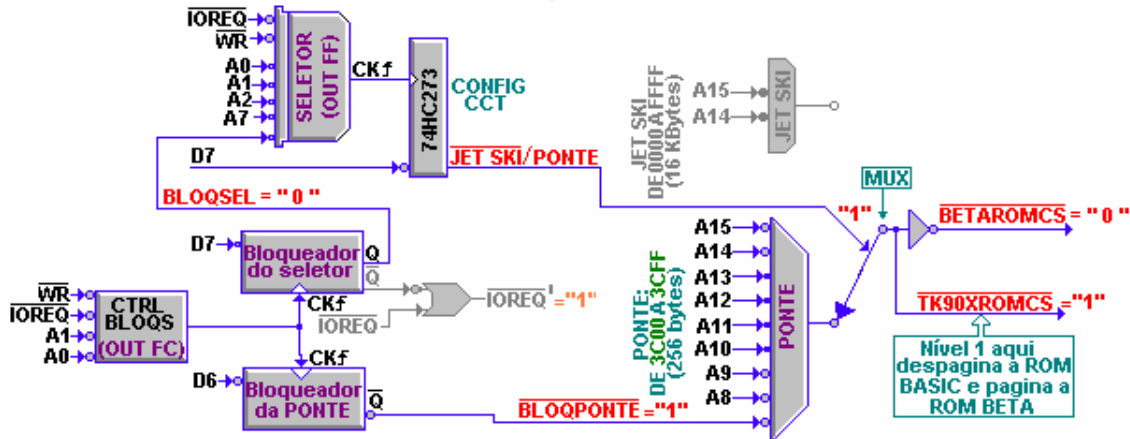 IOREQ
WR
A0
A1
A2
A7
SELETOR
(OUT FF)
CKf
74HC273
CONFIG
CCT
D7
JET SKI/PONTE
BLOQSEL = "0"
JET SKI
DE0000AFFFF
(16 KBytes)
A15
A14
JET SKI
MUX
"1"
BETAROMCS = "0"
D7
Bloqueador
do seletor
Q
Q
CKf
IOREQ
IOREQ'="1"
WR
IOREQ
A1
A0
CTRL
BLOQS
(OUT FC)
CKf
D6
Bloqueador
da PONTE
Q
BLOQPONTE="1"
PONTE:
DE 3C00 A 3CFF
(256 bytes)
A15
A14
A13
A12
A11
A10
A9
A8
PONTE
TK90XROMCS="1"
Nível 1 aqui
despagina a ROM
BASIC e pagina a
ROM BETA